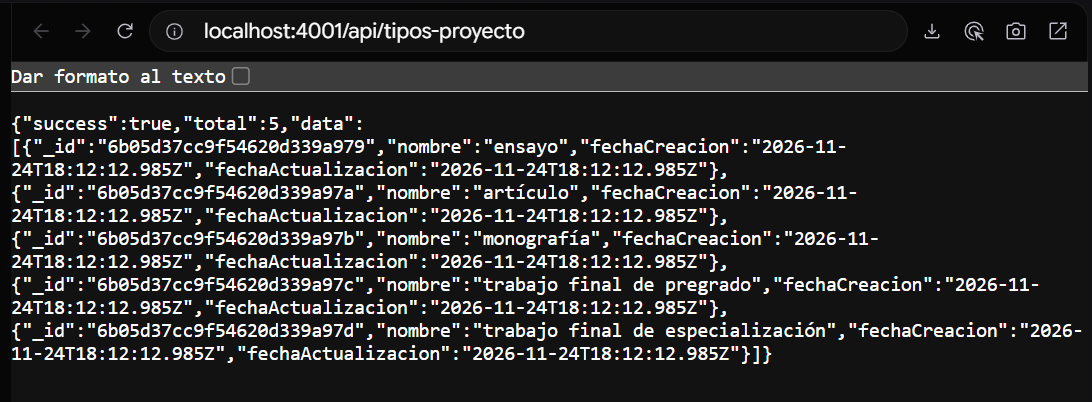 localhost:4001/api/tipos-proyecto
Dar formato al texto
{"success":true,"total":5,"data":
[{"_id":"6b05d37cc9f54620d339a979","nombre":"ensayo","fechaCreacion":"2026-11-
24T18:12:12.985Z","fechaActualizacion":"2026-11-24T18:12:12.985Z"},
{"_id":"6b05d37cc9f54620d339a97a","nombre":"artículo","fechaCreacion":"2026-11-
24T18:12:12.985Z","fechaActualizacion":"2026-11-24T18:12:12.985Z"},
{"_id":"6b05d37cc9f54620d339a97b","nombre":"monografía","fechaCreacion":"2026-11-
24T18:12:12.985Z","fechaActualizacion":"2026-11-24T18:12:12.985Z"},
{"_id":"6b05d37cc9f54620d339a97c","nombre":"trabajo final de pregrado","fechaCreacion":"2026-11-
24T18:12:12.985Z","fechaActualizacion":"2026-11-24T18:12:12.985Z"},
{"_id":"6b05d37cc9f54620d339a97d","nombre":"trabajo final de especialización","fechaCreacion":"2026-
11-24T18:12:12.985Z","fechaActualizacion":"2026-11-24T18:12:12.985Z"}]}